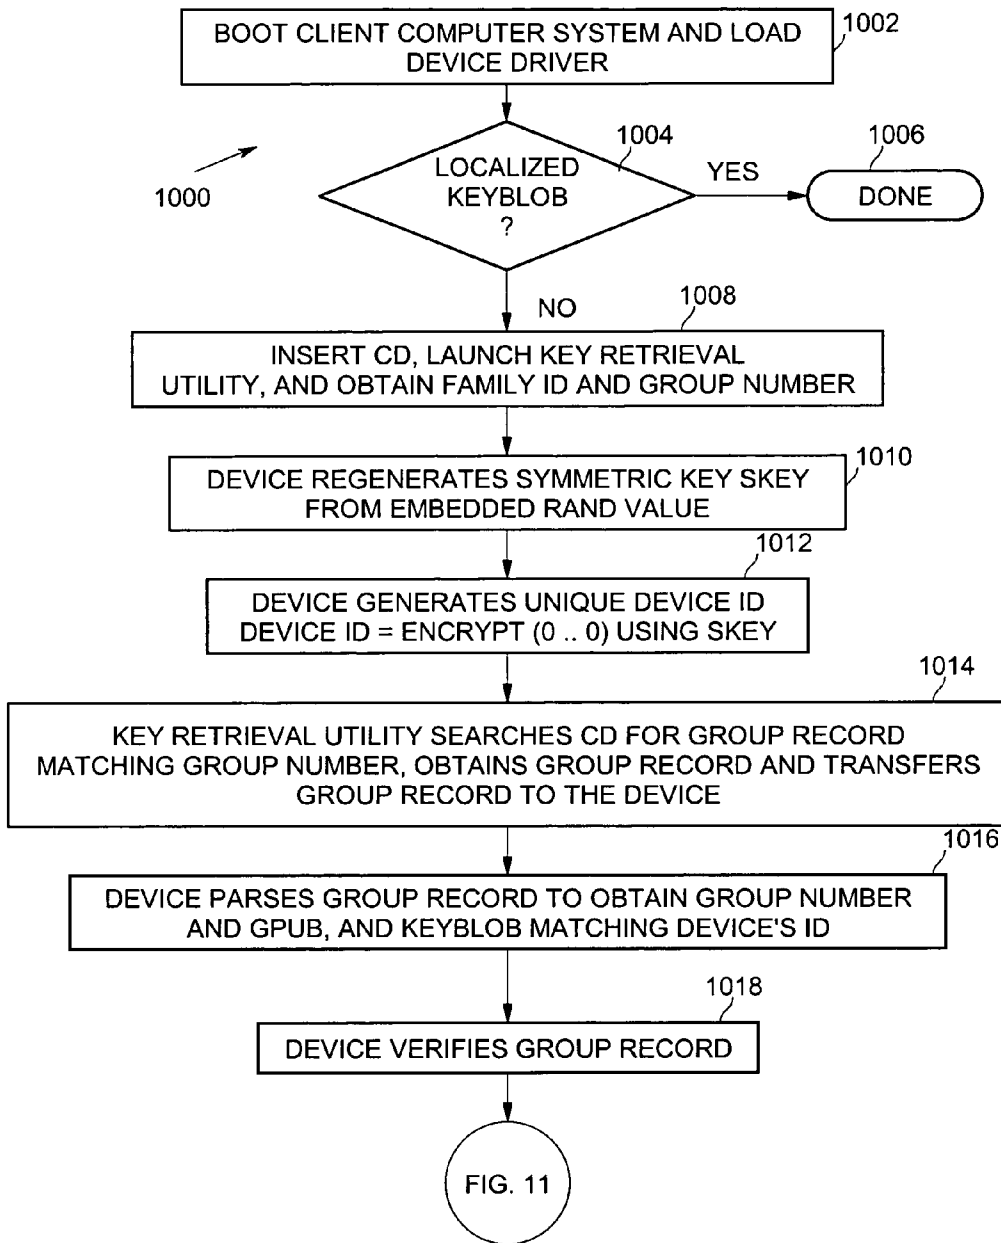 BOOT CLIENT COMPUTER SYSTEM AND LOAD
DEVICE DRIVER
1002
1000
LOCALIZED
KEYBLOB
?
1004
YES
1006
DONE
NO
1008
INSERT CD, LAUNCH KEY RETRIEVAL
UTILITY, AND OBTAIN FAMILY ID AND GROUP NUMBER
1010
DEVICE REGENERATES SYMMETRIC KEY SKEY
FROM EMBEDDED RAND VALUE
1012
DEVICE GENERATES UNIQUE DEVICE ID
DEVICE ID = ENCRYPT (0 .. 0) USING SKEY
1014
KEY RETRIEVAL UTILITY SEARCHES CD FOR GROUP RECORD
MATCHING GROUP NUMBER, OBTAINS GROUP RECORD AND TRANSFERS
GROUP RECORD TO THE DEVICE
1016
DEVICE PARSES GROUP RECORD TO OBTAIN GROUP NUMBER
AND GPUB, AND KEYBLOB MATCHING DEVICE'S ID
1018
DEVICE VERIFIES GROUP RECORD
FIG. 11